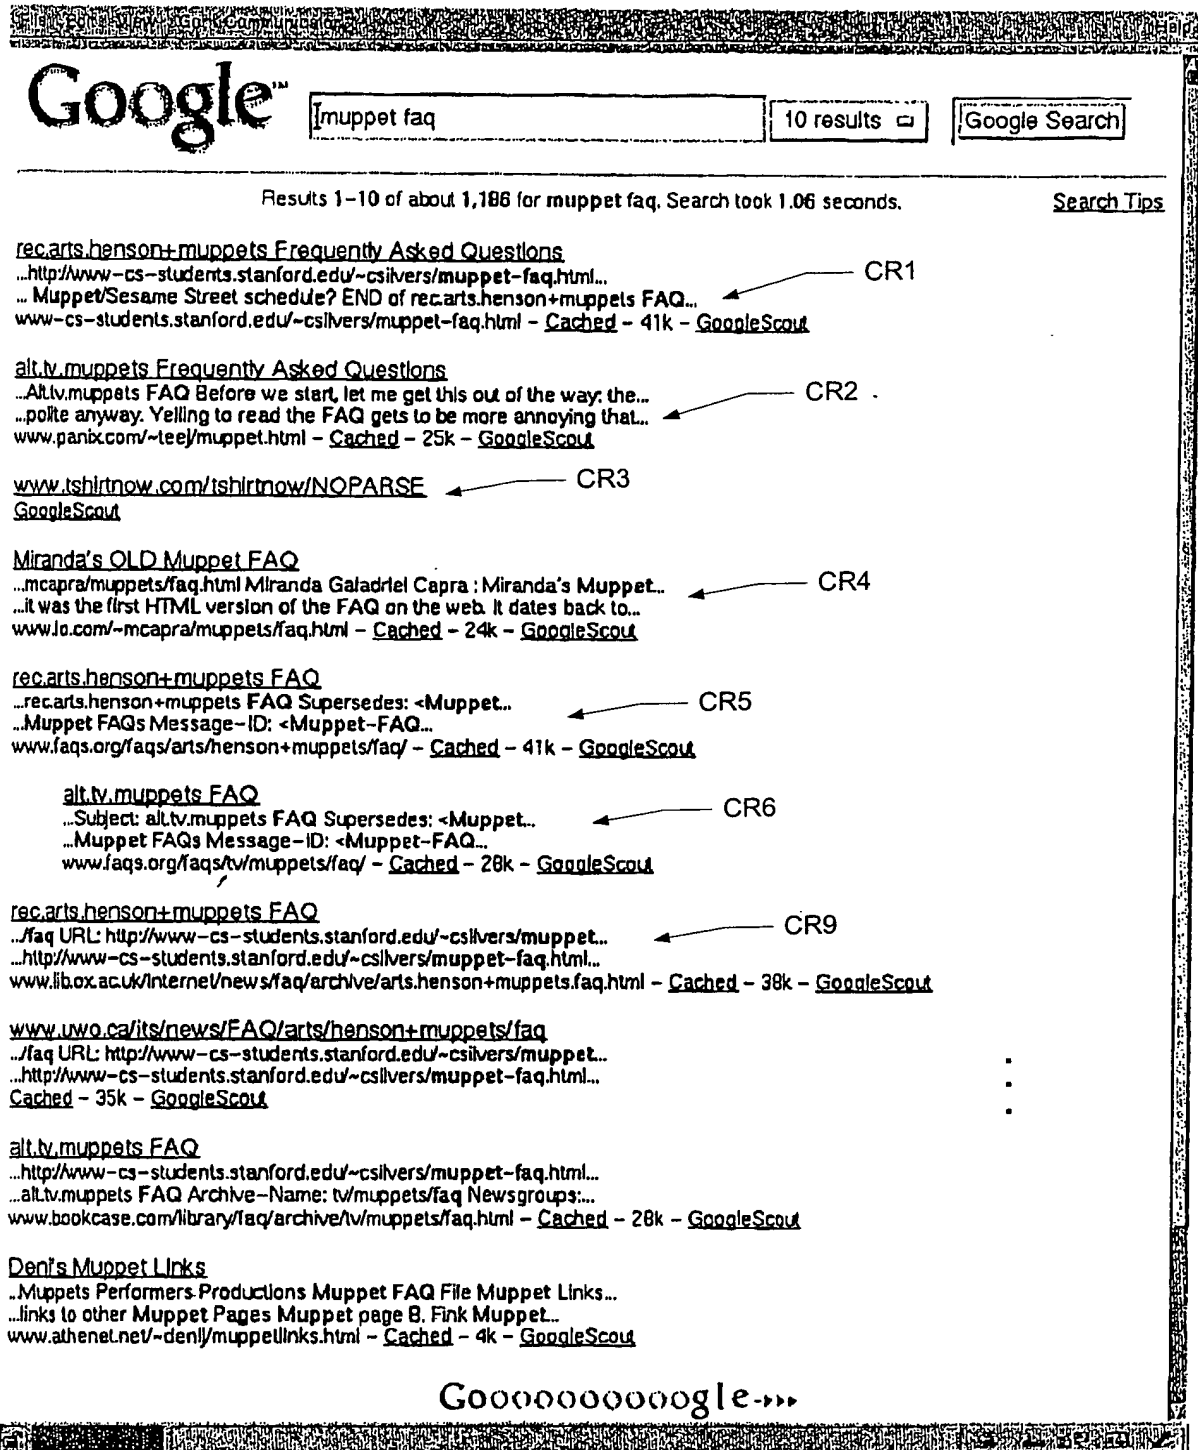 Google™
muppet faq
10 results
Google Search
Results 1–10 of about 1,186 for muppet faq. Search took 1.06 seconds.
Search Tips
rec.arts.henson+muppets Frequently Asked Questions
...http://www-cs-students.stanford.edu/~csilvers/muppet-faq.html...
CR1
... Muppet/Sesame Street schedule? END of rec.arts.henson+muppets FAQ...
www-cs-students.stanford.edu/~csilvers/muppet-faq.html – Cached – 41k – GoogleScout
alt.tv.muppets Frequently Asked Questions
...Alt.tv.muppets FAQ Before we start, let me get this out of the way: the...
CR2
...polite anyway. Yelling to read the FAQ gets to be more annoying that...
www.panix.com/~teej/muppet.html – Cached – 25k – GoogleScout
www.tshirtnow.com/tshirtnow/NOPARSE
CR3
GoogleScout
Miranda's OLD Muppet FAQ
...mcapra/muppets/faq.html Miranda Galadriel Capra : Miranda's Muppet...
CR4
...it was the first HTML version of the FAQ on the web. It dates back to...
www.io.com/~mcapra/muppets/faq.html – Cached – 24k – GoogleScout
rec.arts.henson+muppets FAQ
...rec.arts.henson+muppets FAQ Supersedes: <Muppet...
CR5
...Muppet FAQs Message-ID: <Muppet-FAQ...
www.faqs.org/faqs/arts/henson+muppets/faq/ – Cached – 41k – GoogleScout
alt.tv.muppets FAQ
...Subject: alt.tv.muppets FAQ Supersedes: <Muppet...
CR6
...Muppet FAQs Message-ID: <Muppet-FAQ...
www.faqs.org/faqs/tv/muppets/faq/ – Cached – 28k – GoogleScout
rec.arts.henson+muppets FAQ
.../faq URL: http://www-cs-students.stanford.edu/~csilvers/muppet...
CR9
...http://www-cs-students.stanford.edu/~csilvers/muppet-faq.html...
www.lib.ox.ac.uk/internet/news/faq/archive/arts.henson+muppets.faq.html – Cached – 38k – GoogleScout
www.uwo.ca/its/news/FAQ/arts/henson+muppets/faq
.../faq URL: http://www-cs-students.stanford.edu/~csilvers/muppet...
...http://www-cs-students.stanford.edu/~csilvers/muppet-faq.html...
Cached – 35k – GoogleScout
alt.tv.muppets FAQ
...http://www-cs-students.stanford.edu/~csilvers/muppet-faq.html...
...alt.tv.muppets FAQ Archive-Name: tv/muppets/faq Newsgroups:...
www.bookcase.com/library/faq/archive/tv/muppets/faq.html – Cached – 28k – GoogleScout
Deni's Muppet Links
...Muppets Performers Productions Muppet FAQ File Muppet Links...
...links to other Muppet Pages Muppet page B. Fink Muppet...
www.athenet.net/~denij/muppetlinks.html – Cached – 4k – GoogleScout
Goooooooooogle